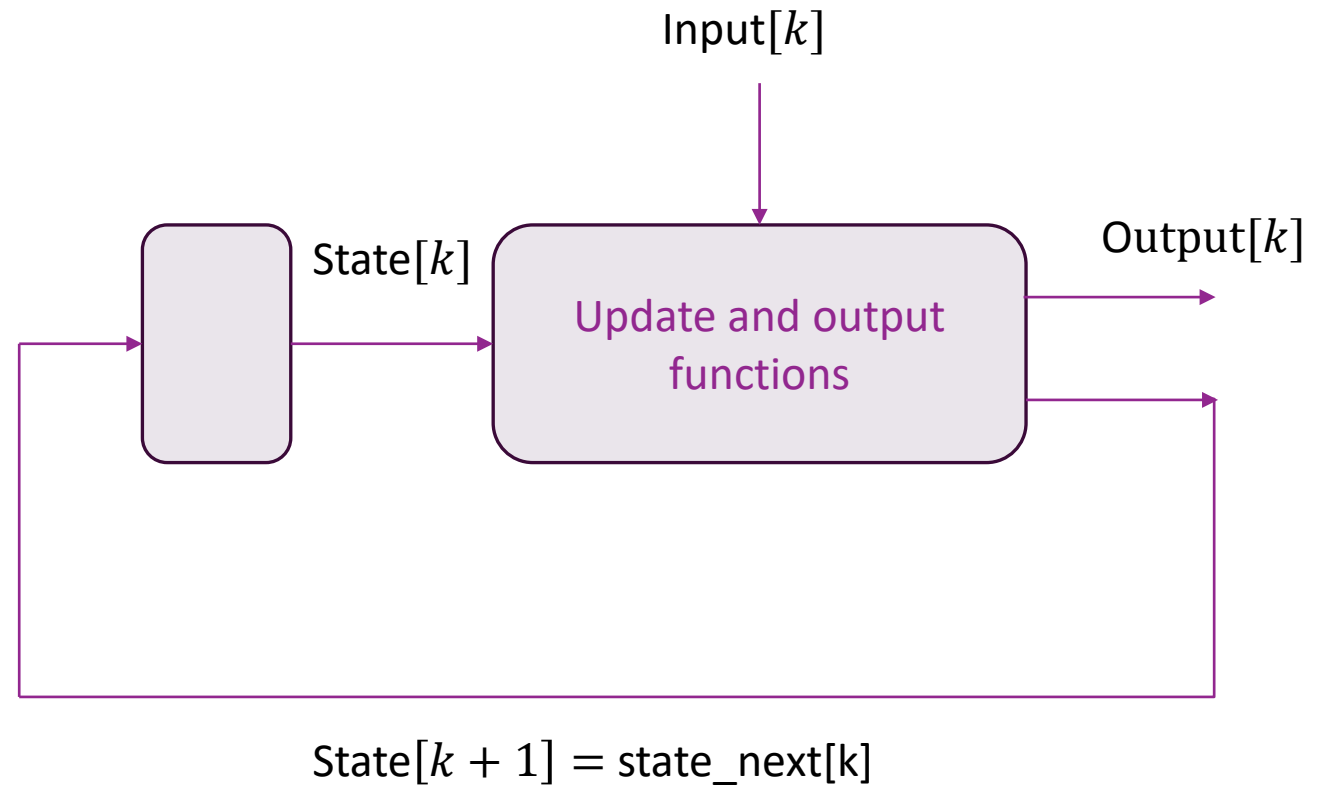 Input[𝑘]
State[𝑘]
Output[𝑘]
Update and output
functions
State[𝑘 + 1] = state_next[k]